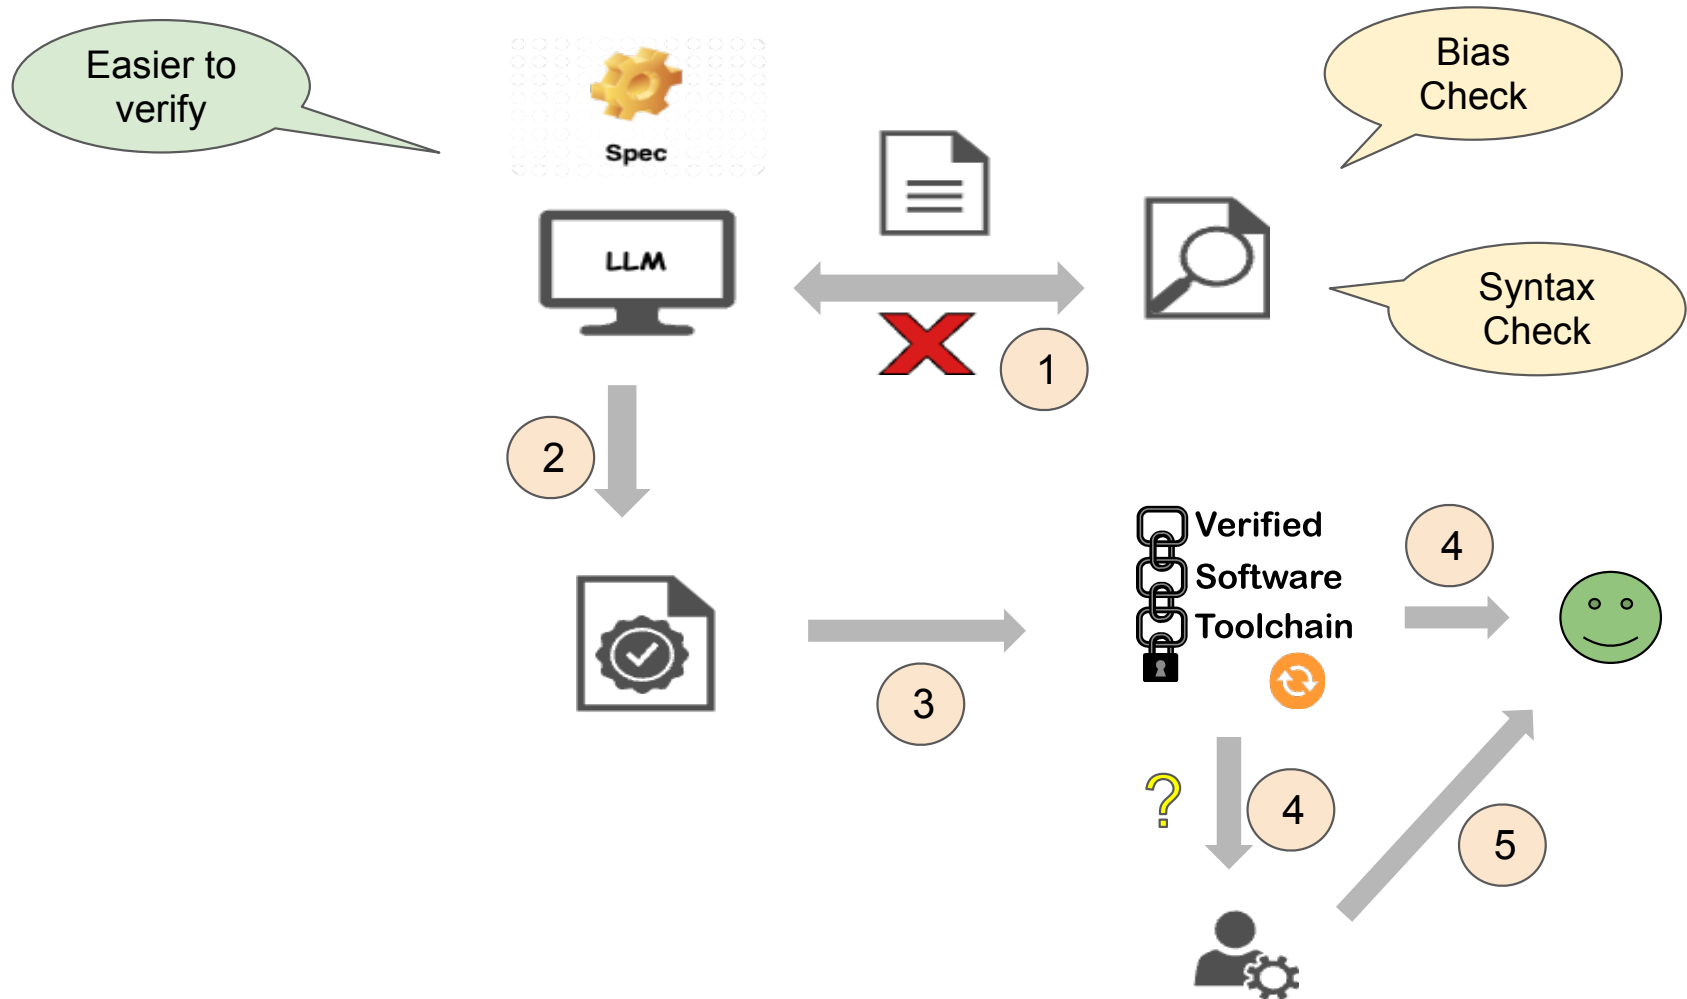 Easier to
verify
Spec
LLM
Bias
Check
Syntax
Check
1
2
3
Verified
Software
Toolchain
4
?
4
5